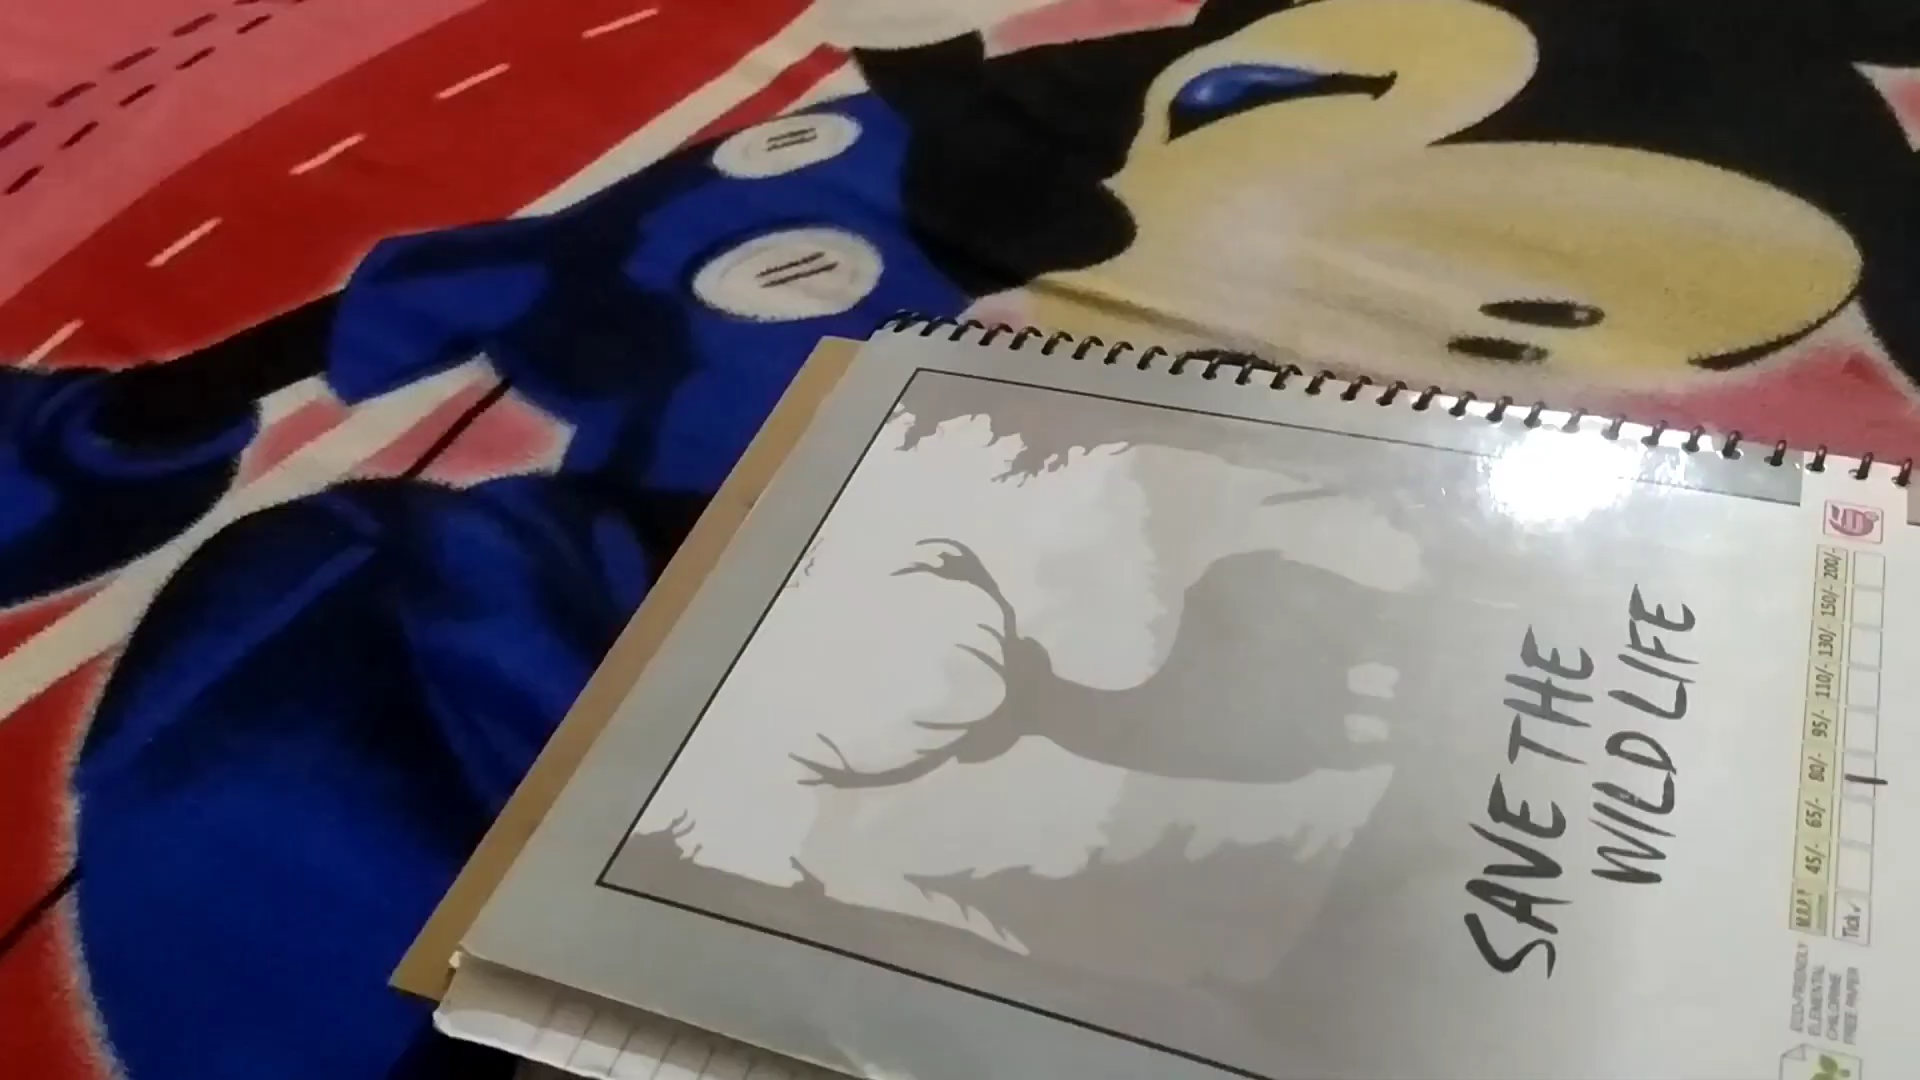 SAVE THE
WILD LIFE
M.R.P.₹ 45/- 65/- 80/- 95/- 110/- 130/- 150/- 200/-
Tick ✓
ECO-FRIENDLY
ELEMENTAL
CHLORINE
FREE PAPER